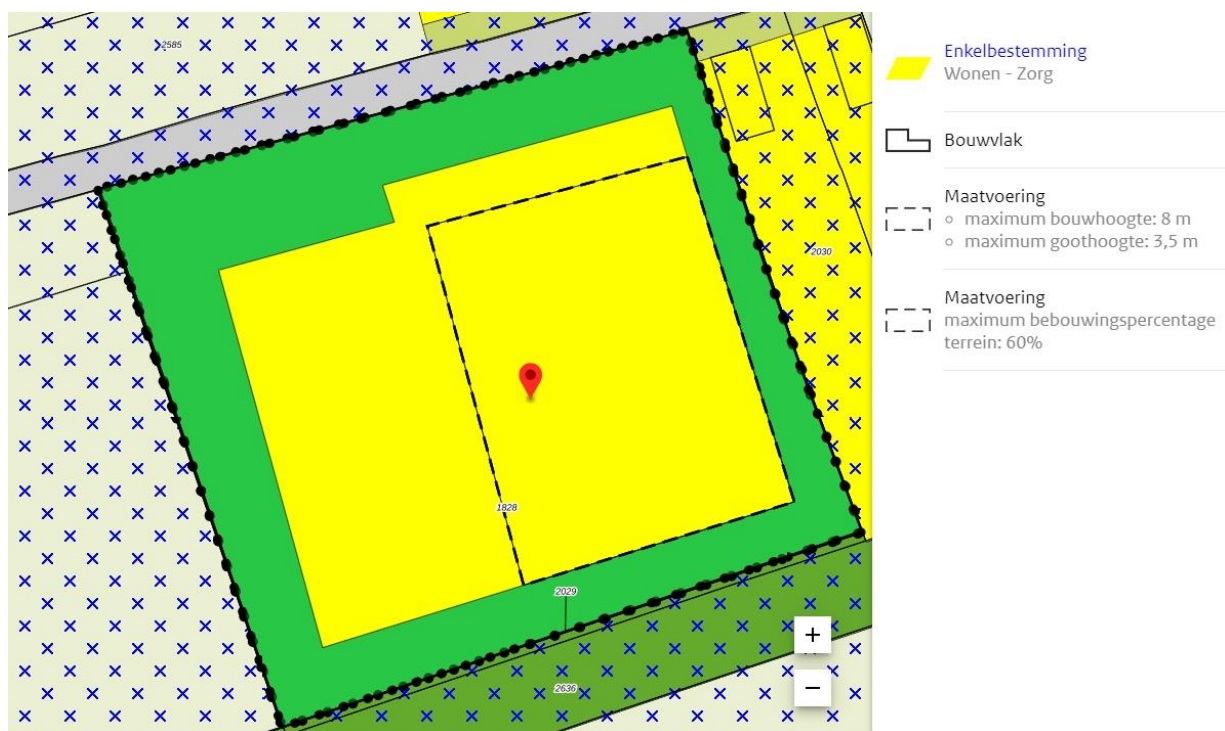 2585
2030
1828
2029
2636
+
−
Enkelbestemming
Wonen - Zorg
Bouwvlak
Maatvoering
maximum bouwhoogte: 8 m
maximum goothoogte: 3,5 m
Maatvoering
maximum bebouwingspercentage
terrein: 60%